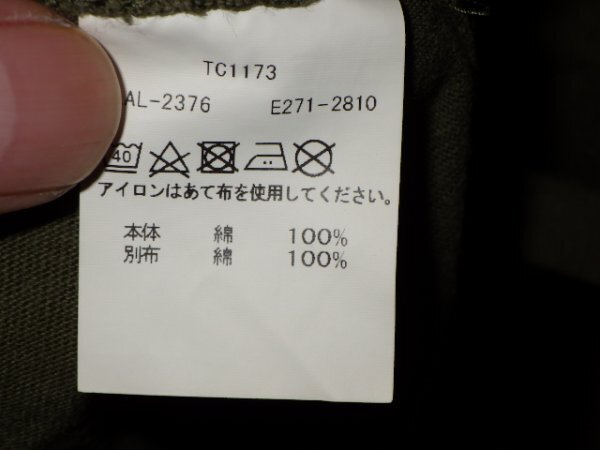 TC1173
AL-2376 E271-2810
40
アイロンはあて布を使用してください。
本体 綿 100%
別布 綿 100%